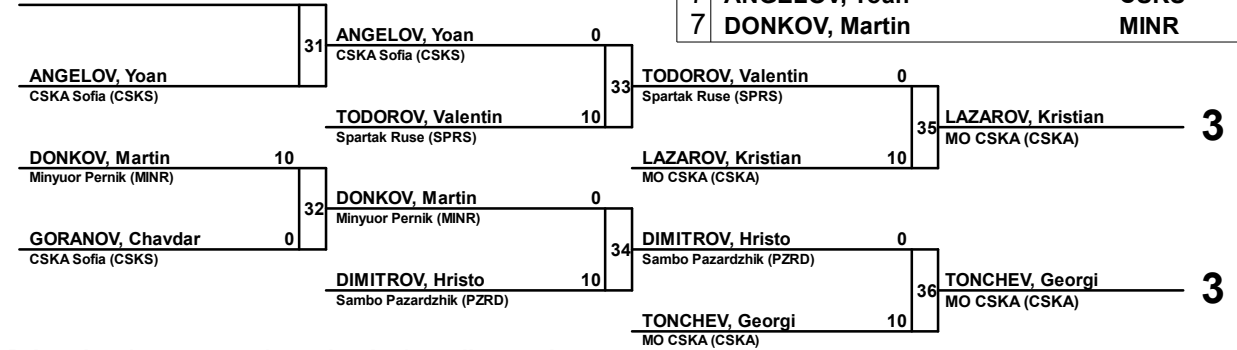 7 ANGELOV, Yoan CSKS
7 DONKOV, Martin MINR
31
ANGELOV, Yoan
CSKA Sofia (CSKS)
ANGELOV, Yoan 0
CSKA Sofia (CSKS)
33
TODOROV, Valentin 10
Spartak Ruse (SPRS)
TODOROV, Valentin 0
Spartak Ruse (SPRS)
35
LAZAROV, Kristian 10
MO CSKA (CSKA)
LAZAROV, Kristian 3
MO CSKA (CSKA)
DONKOV, Martin 10
Minyuor Pernik (MINR)
32
GORANOV, Chavdar 0
CSKA Sofia (CSKS)
DONKOV, Martin 0
Minyuor Pernik (MINR)
34
DIMITROV, Hristo 10
Sambo Pazardzhik (PZRD)
DIMITROV, Hristo 0
Sambo Pazardzhik (PZRD)
36
TONCHEV, Georgi 10
MO CSKA (CSKA)
TONCHEV, Georgi 3
MO CSKA (CSKA)